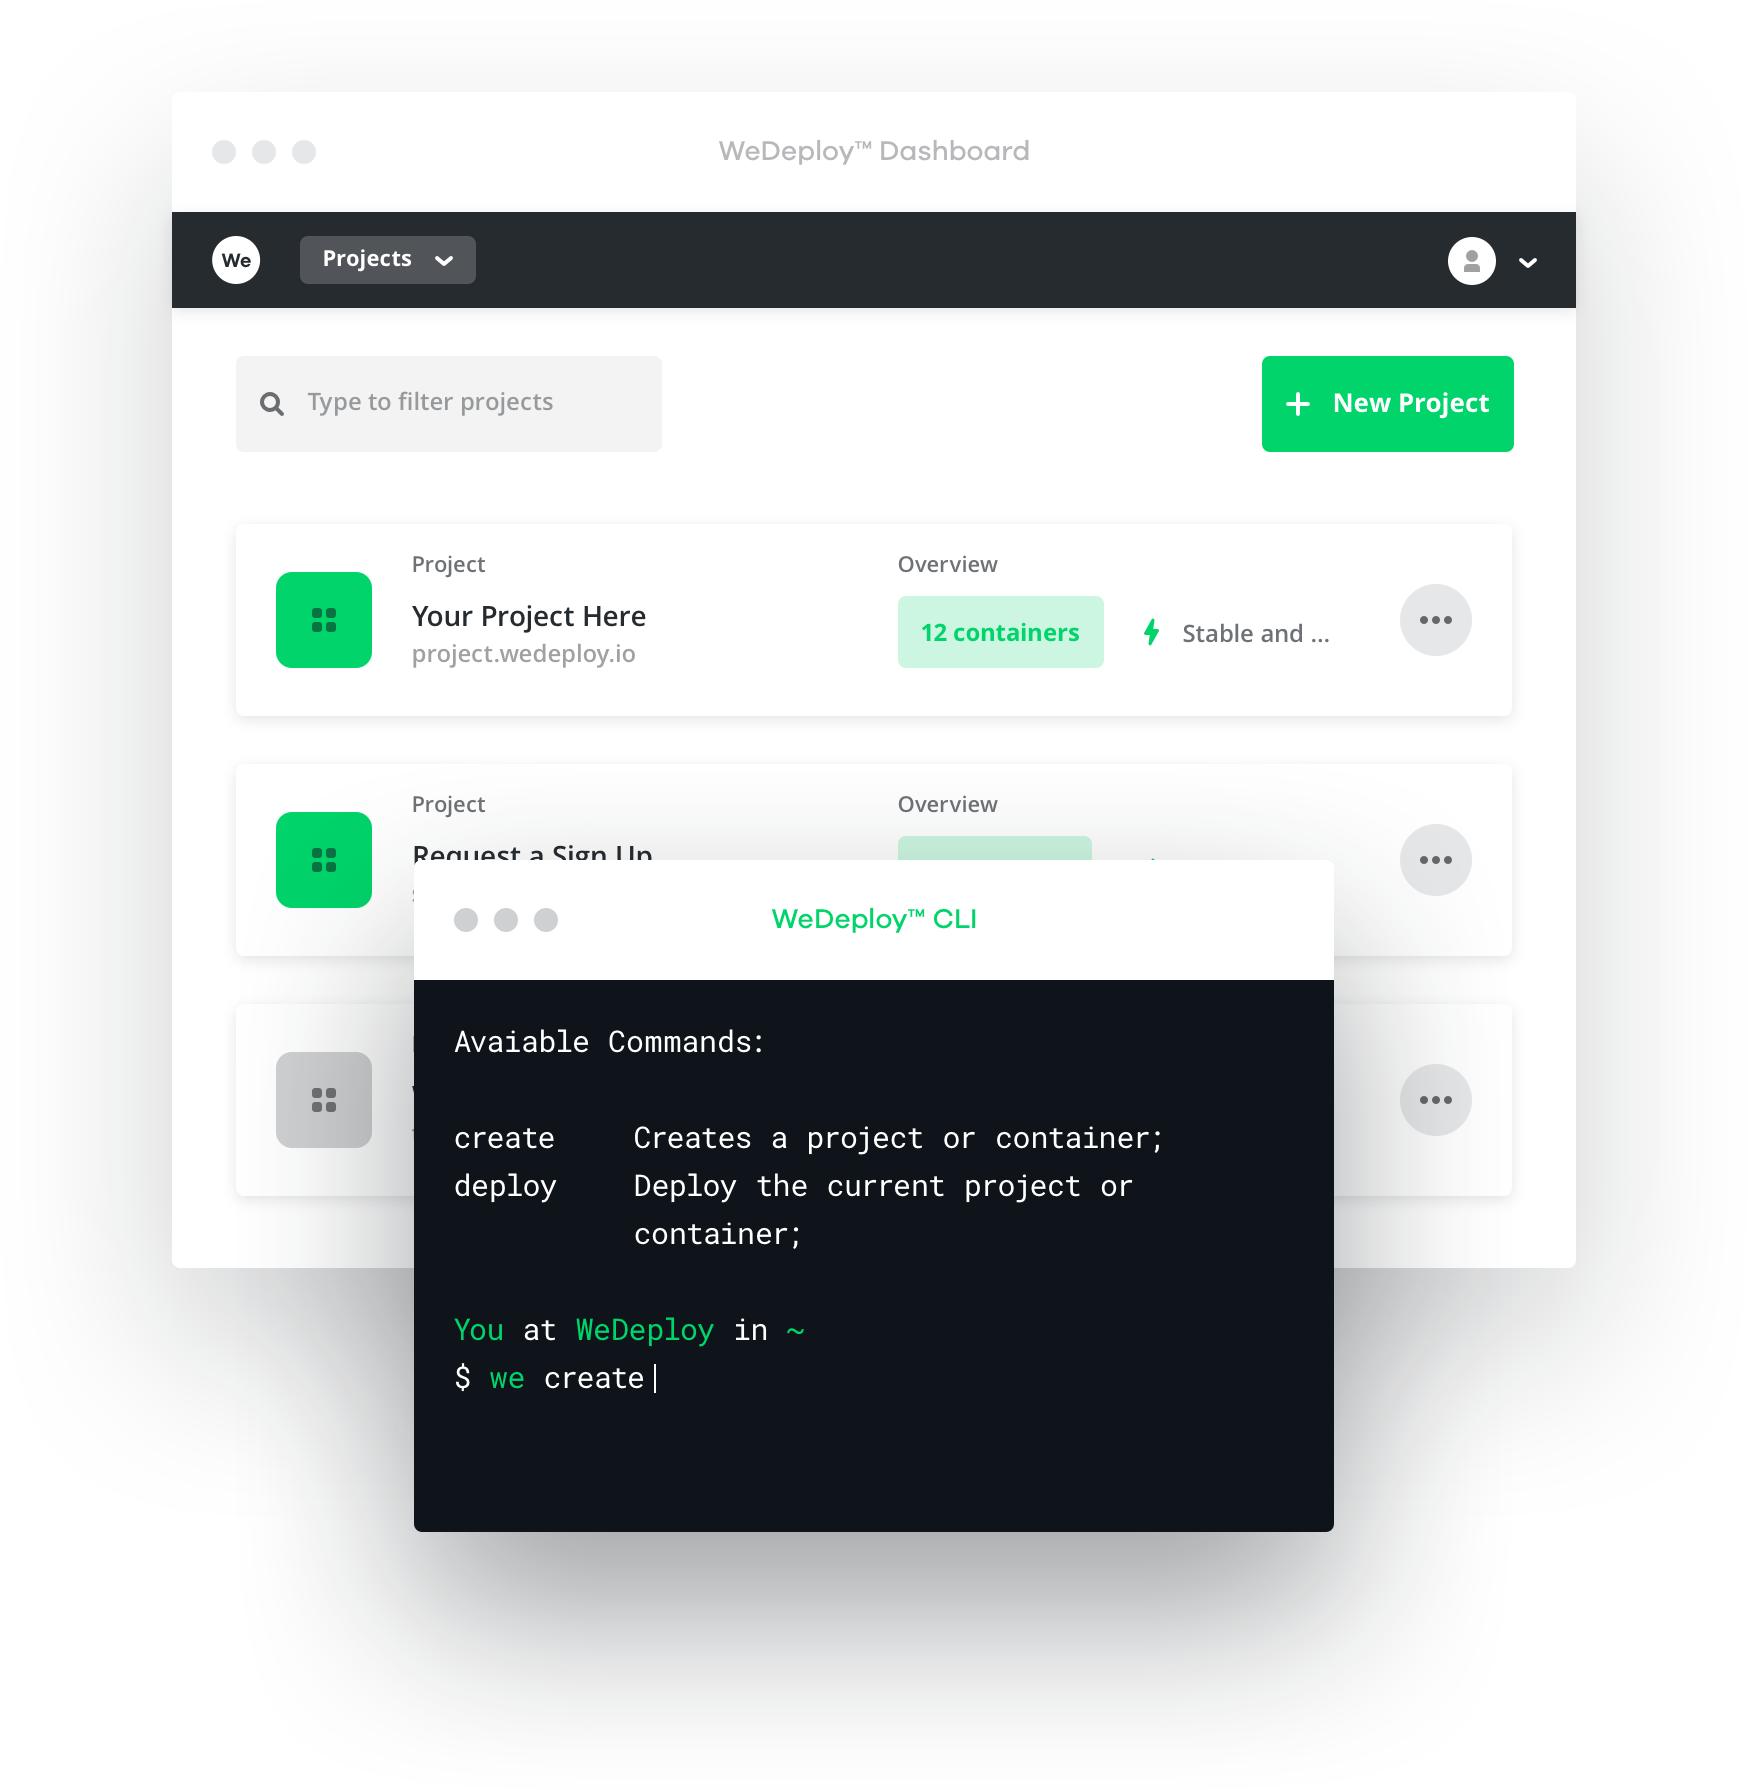 WeDeploy™ Dashboard
We
Projects
Type to filter projects
New Project
Project
Overview
Your Project Here
12 containers
Stable and ...
project.wedeploy.io
Project
Overview
Request a Sign Up
WeDeploy™ CLI
Avaiable Commands:
create Creates a project or container;
deploy Deploy the current project or
container;
You at WeDeploy in ~
$ we create